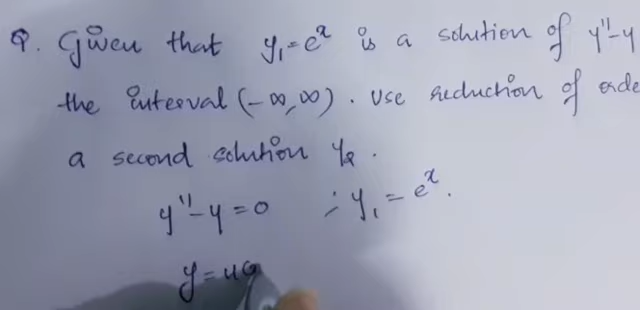 Q. Given that y₁=eˣ is a solution of y''-y
the interval (-∞,∞). Use reduction of orde
a second solution y₂.
y''-y=0 ; y₁=eˣ.
y=u